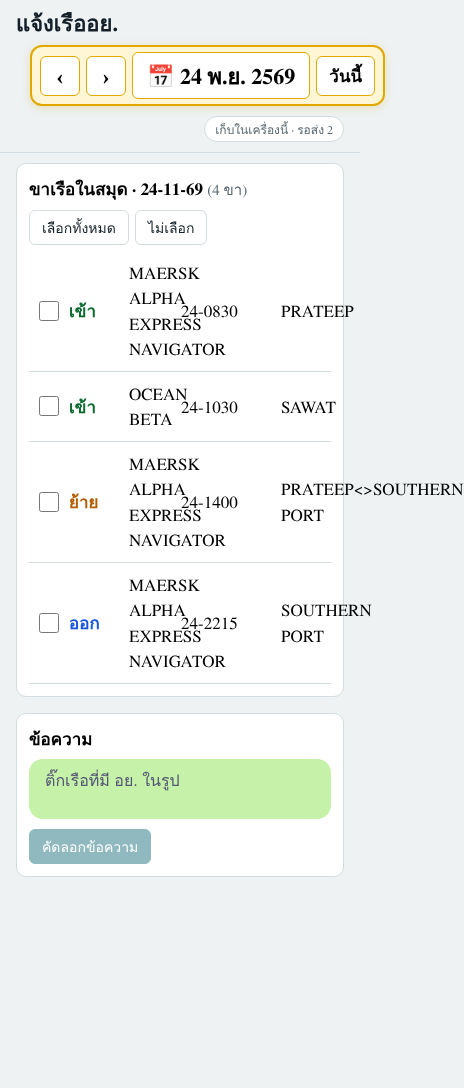 แจ้งเรืออย.
‹ › 📅 24 พ.ย. 2569 วันนี้
เก็บในเครื่องนี้ · รอส่ง 2
ขาเรือในสมุด · 24-11-69 (4 ขา)
เลือกทั้งหมด ไม่เลือก
เข้า MAERSK ALPHA EXPRESS NAVIGATOR 24-0830 PRATEEP
เข้า OCEAN BETA 24-1030 SAWAT
ย้าย MAERSK ALPHA EXPRESS NAVIGATOR 24-1400 PRATEEP<>SOUTHERN PORT
ออก MAERSK ALPHA EXPRESS NAVIGATOR 24-2215 SOUTHERN PORT
ข้อความ
ติ๊กเรือที่มี อย. ในรูป
คัดลอกข้อความ